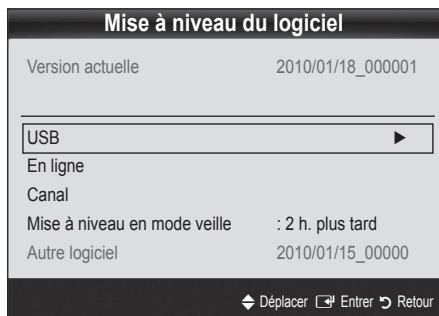 Mise à niveau du logiciel
Version actuelle 2010/01/18_000001
USB ►
En ligne
Canal
Mise à niveau en mode veille : 2 h. plus tard
Autre logiciel 2010/01/15_00000
Déplacer Entrer Retour